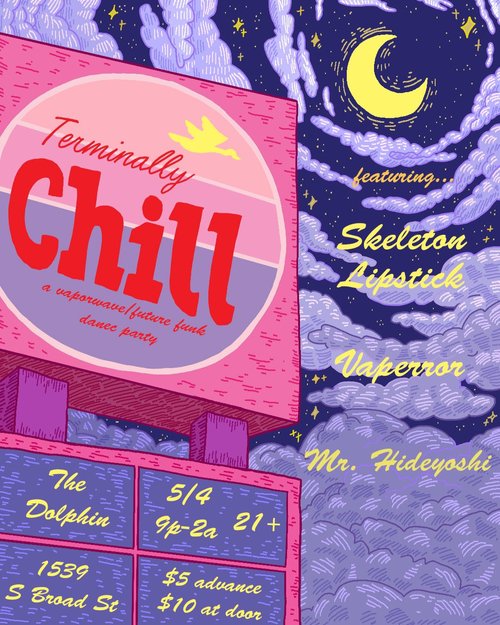 Terminally
Chill
a vaporwave/future funk
danec party
featuring...
Skeleton
Lipstick
Vaperror
Mr. Hideyoshi
The
Dolphin
5/4
9p-2a 21+
1539
S Broad St
$5 advance
$10 at door